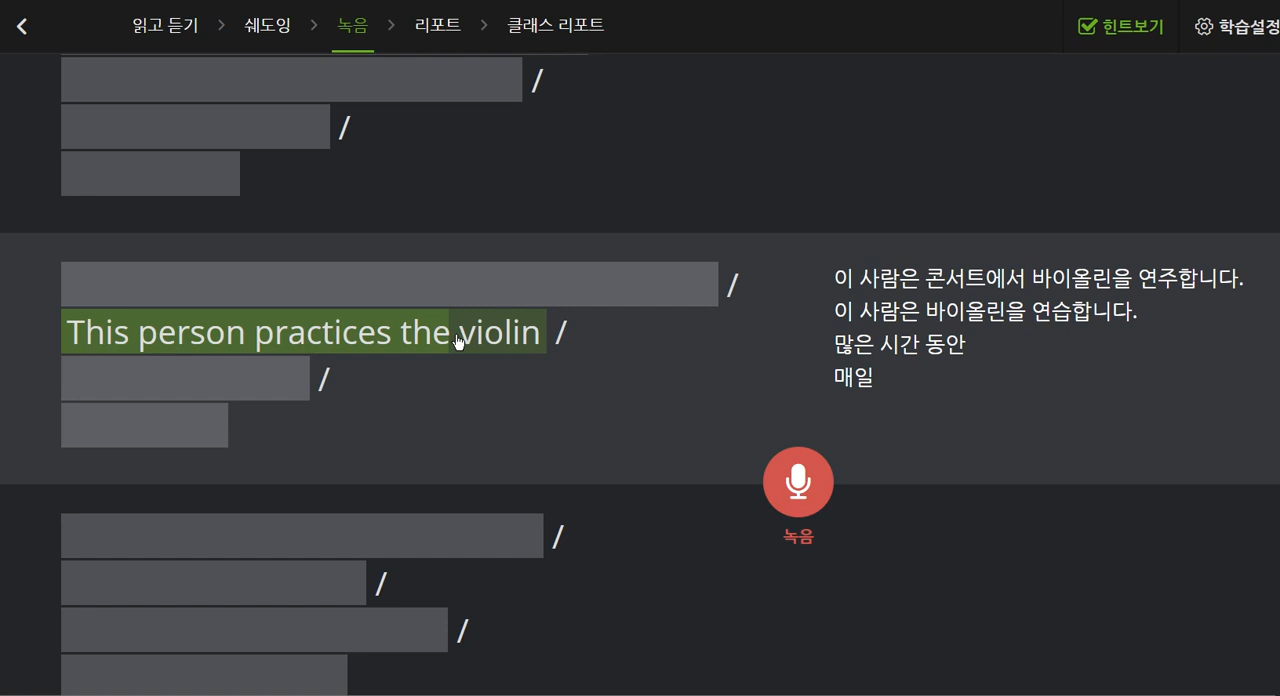 읽고 듣기 > 쉐도잉 > 녹음 > 리포트 > 클래스 리포트
힌트보기
학습설정
/
/
/
This person practices the violin /
/
이 사람은 콘서트에서 바이올린을 연주합니다.
이 사람은 바이올린을 연습합니다.
많은 시간 동안
매일
녹음
/
/
/